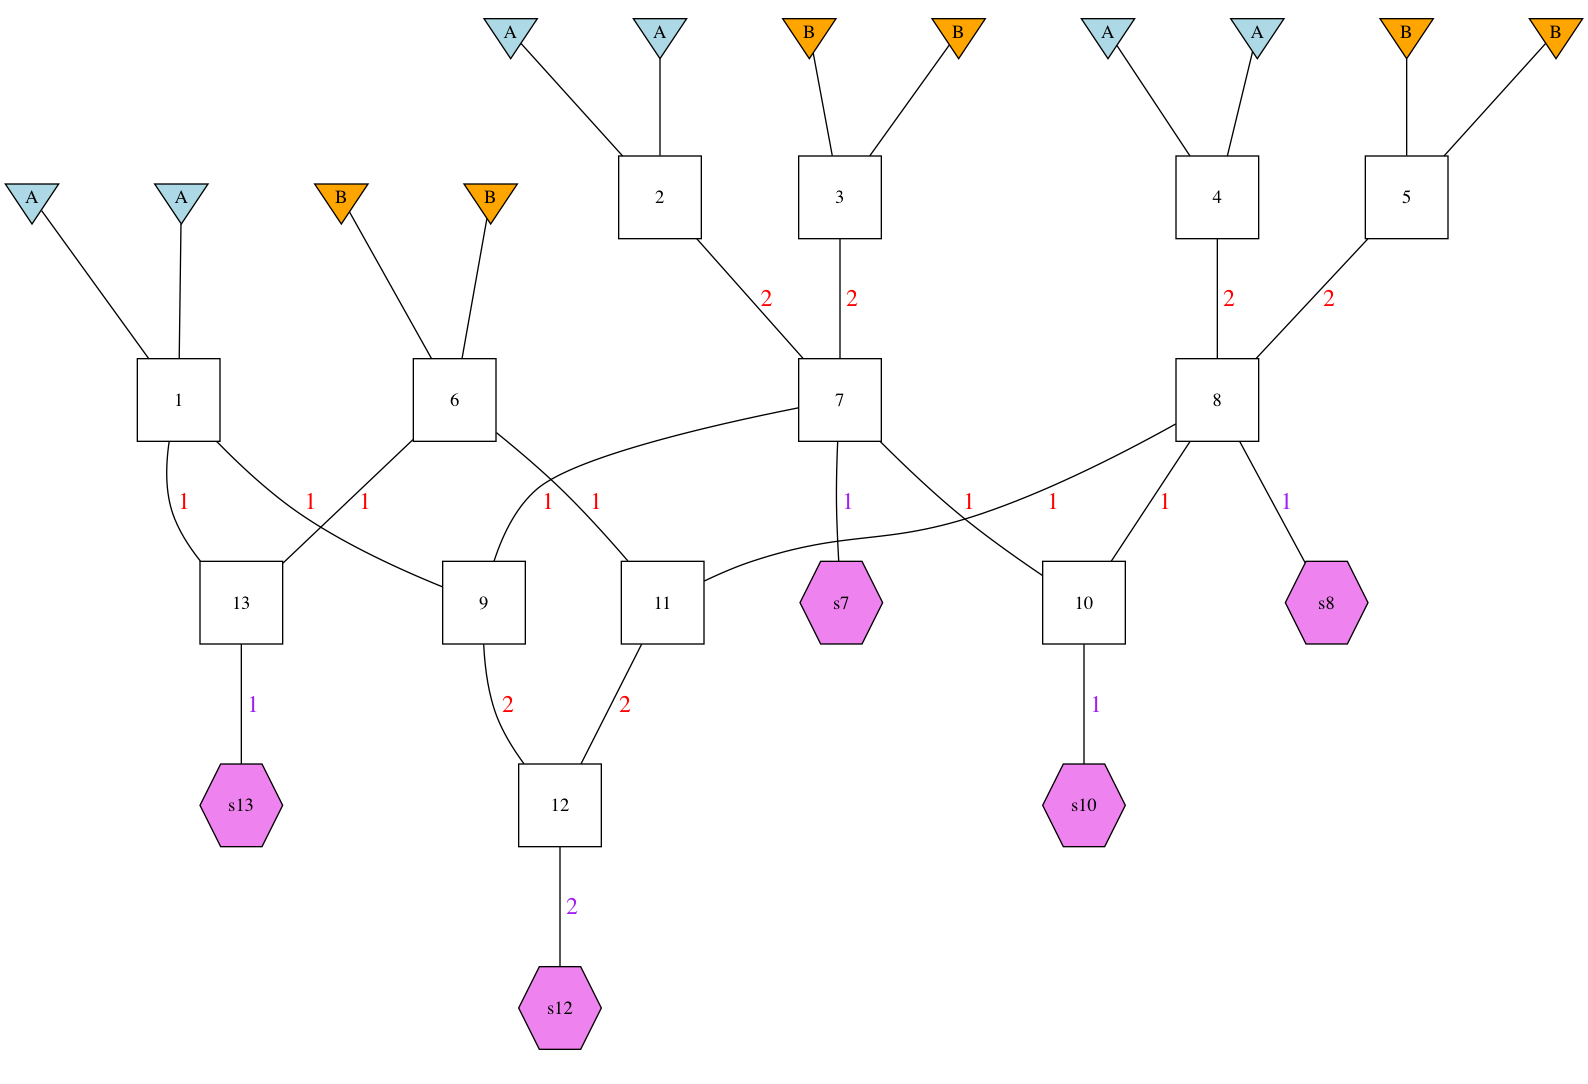 A A B B A A B B
2 3 4 5
A A B B
2 2 2 2
1 6 7 8
1 1 1 1 1 1 1 1 1 1
13 9 11 s7 10 s8
1 2 2 1
s13 12 s10
2
s12